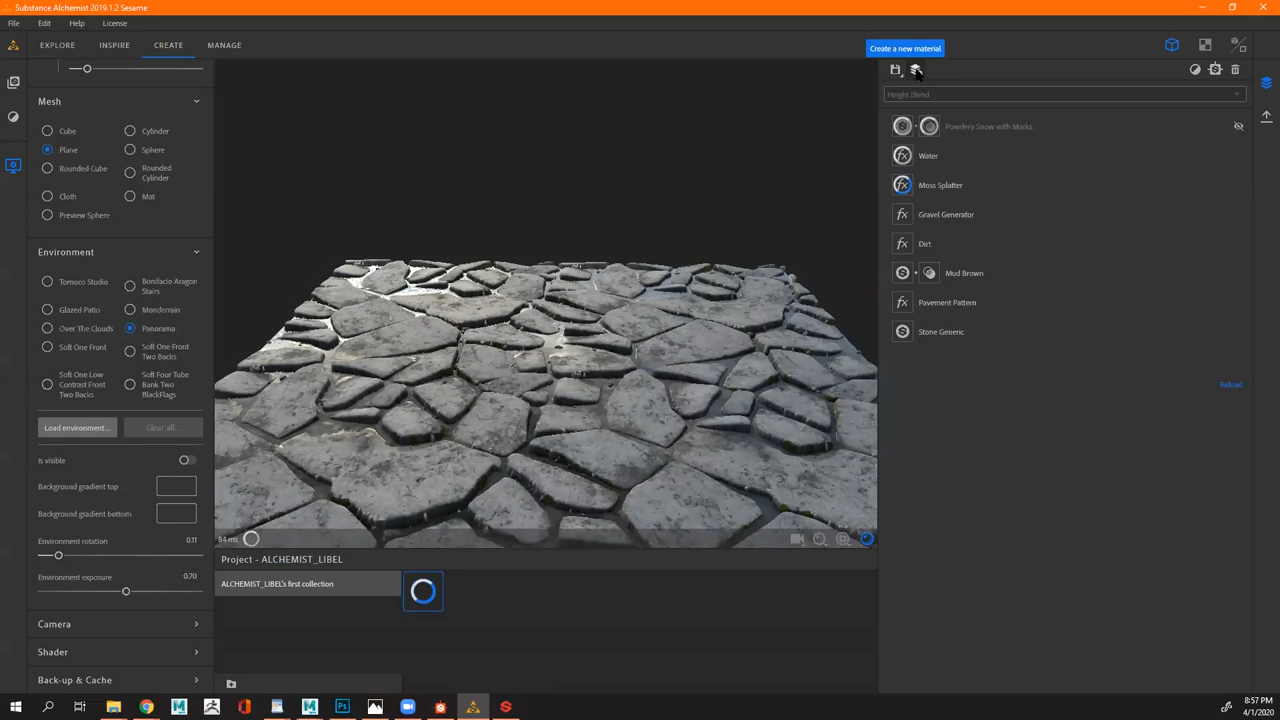 Substance Alchemist 2019.1.2 Sesame
File Edit Help License
EXPLORE INSPIRE CREATE MANAGE
Create a new material
Height Blend
Mesh
Cube Cylinder
Plane Sphere
Rounded Cube Rounded Cylinder
Cloth Mat
Preview Sphere
Powdery Snow with Marks
Water
Moss Splatter
Gravel Generator
Dirt
Mud Brown
Pavement Pattern
Stone Generic
Reload
Environment
Tomoco Studio Bonifacio Aragon Stairs
Glazed Patio Mondarrain
Over The Clouds Panorama
Soft One Front Soft One Front Two Backs
Soft One Low Contrast Front Two Backs Soft Four Tube Bank Two BlackFlags
Load environment... Clear all...
Is visible
Background gradient top
Background gradient bottom
Environment rotation 0.11
Environment exposure 0.70
Camera
Shader
Back-up & Cache
84 ms
Project - ALCHEMIST_LIBEL
ALCHEMIST_LIBEL's first collection
8:57 PM
4/1/2020